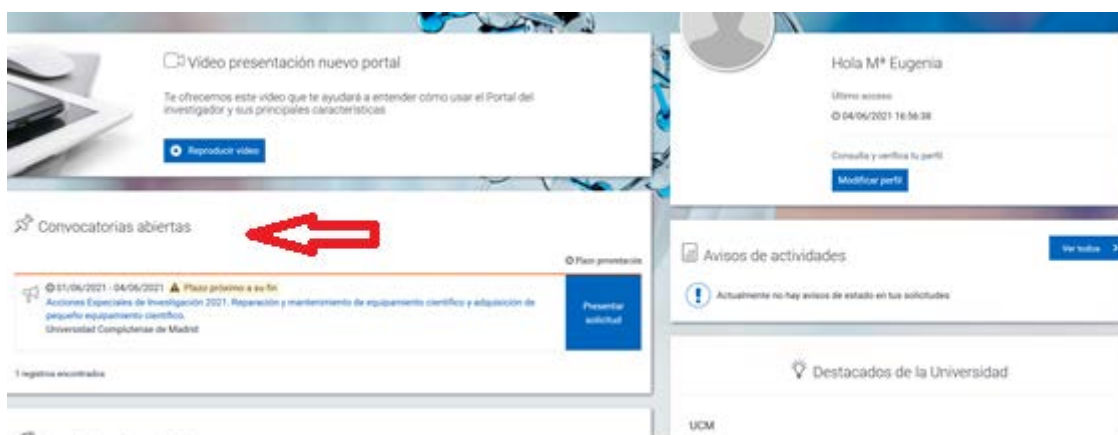 Vídeo presentación nuevo portal
Te ofrecemos este vídeo que te ayudará a entender cómo usar el Portal del
investigador y sus principales características
Reproducir vídeo
Convocatorias abiertas
Plazo presentación
01/06/2021 - 04/06/2021 Plazo próximo a su fin
Acciones Especiales de Investigación 2021. Reparación y mantenimiento de equipamiento científico y adquisición de
pequeño equipamiento científico.
Universidad Complutense de Madrid
Presentar
solicitud
1 registros encontrados
Hola Mª Eugenia
Último acceso
04/06/2021 16:56:38
Consulta y verifica tu perfil
Modificar perfil
Avisos de actividades
Ver todos
Actualmente no hay avisos de estado en tus solicitudes
Destacados de la Universidad
UCM